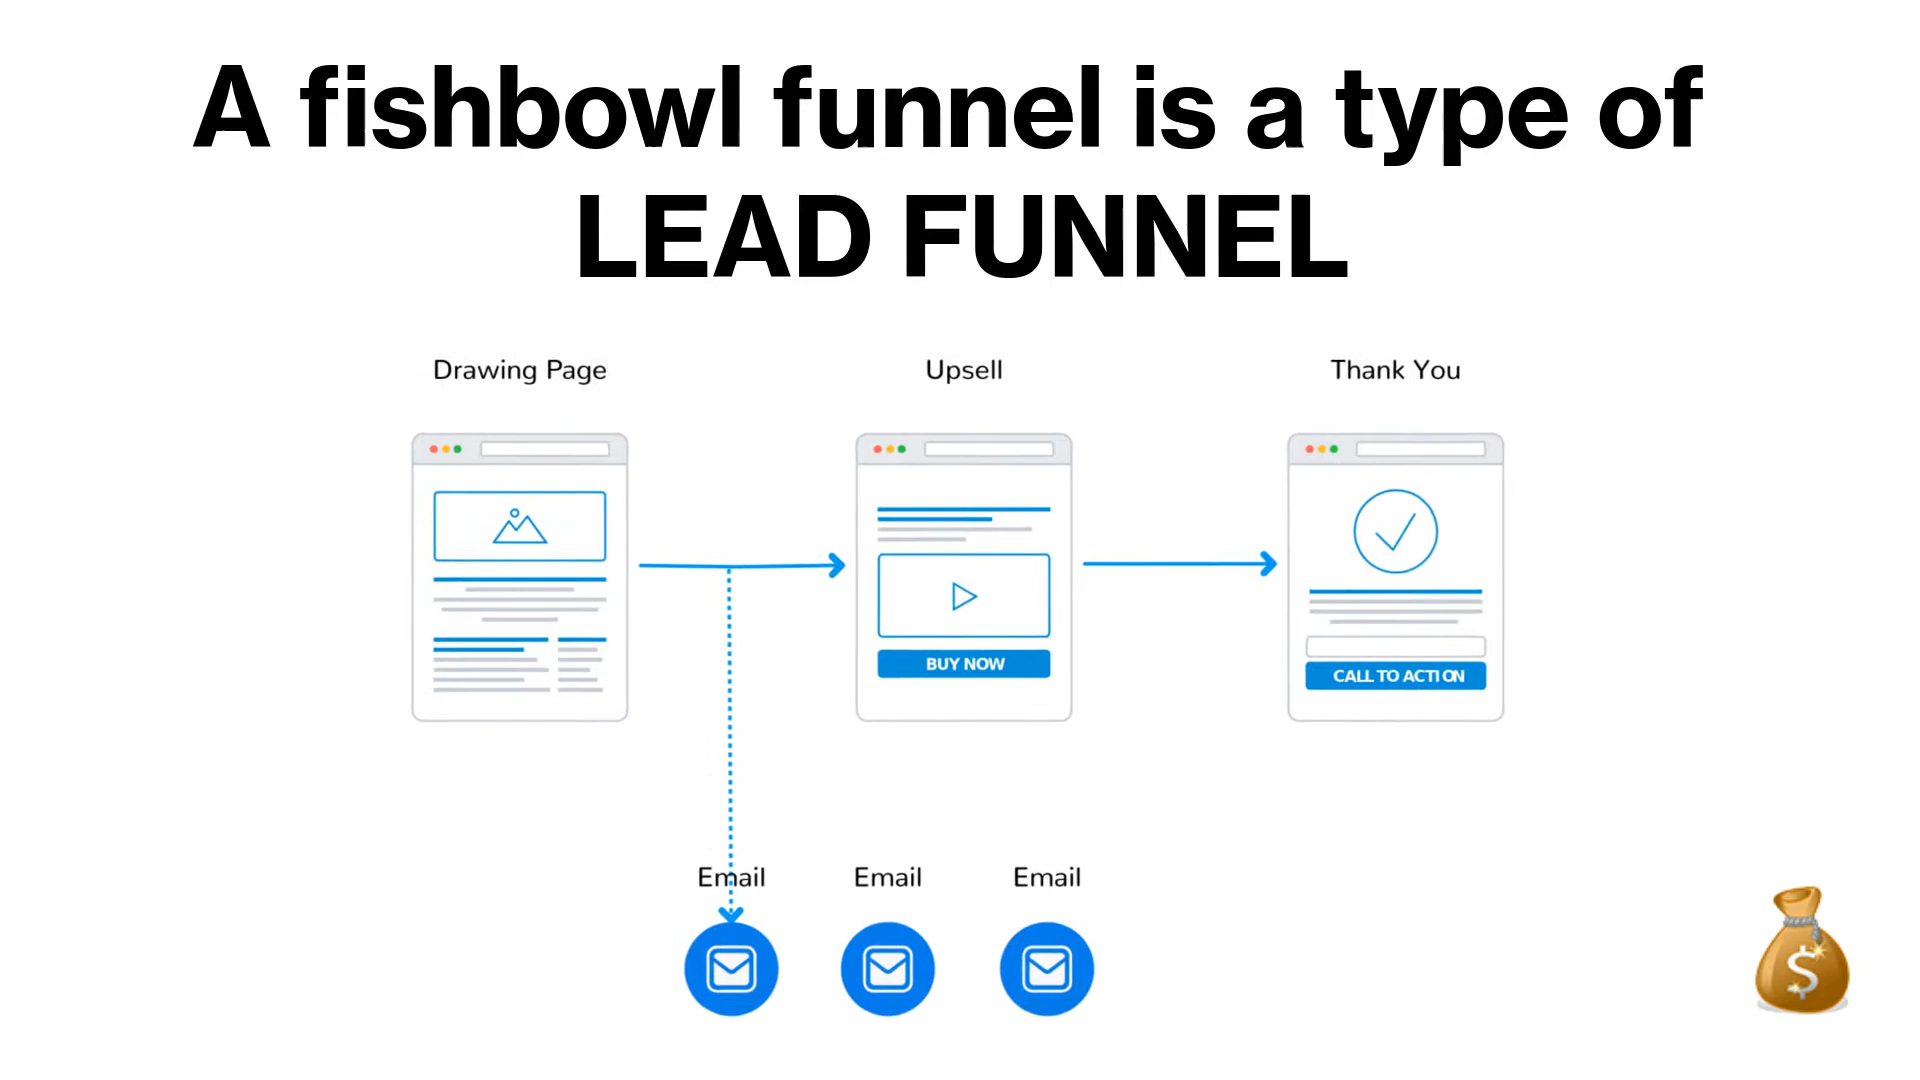 A fishbowl funnel is a type of
LEAD FUNNEL
Drawing Page
Upsell
Thank You
BUY NOW
CALL TO ACTION
Email
Email
Email
$